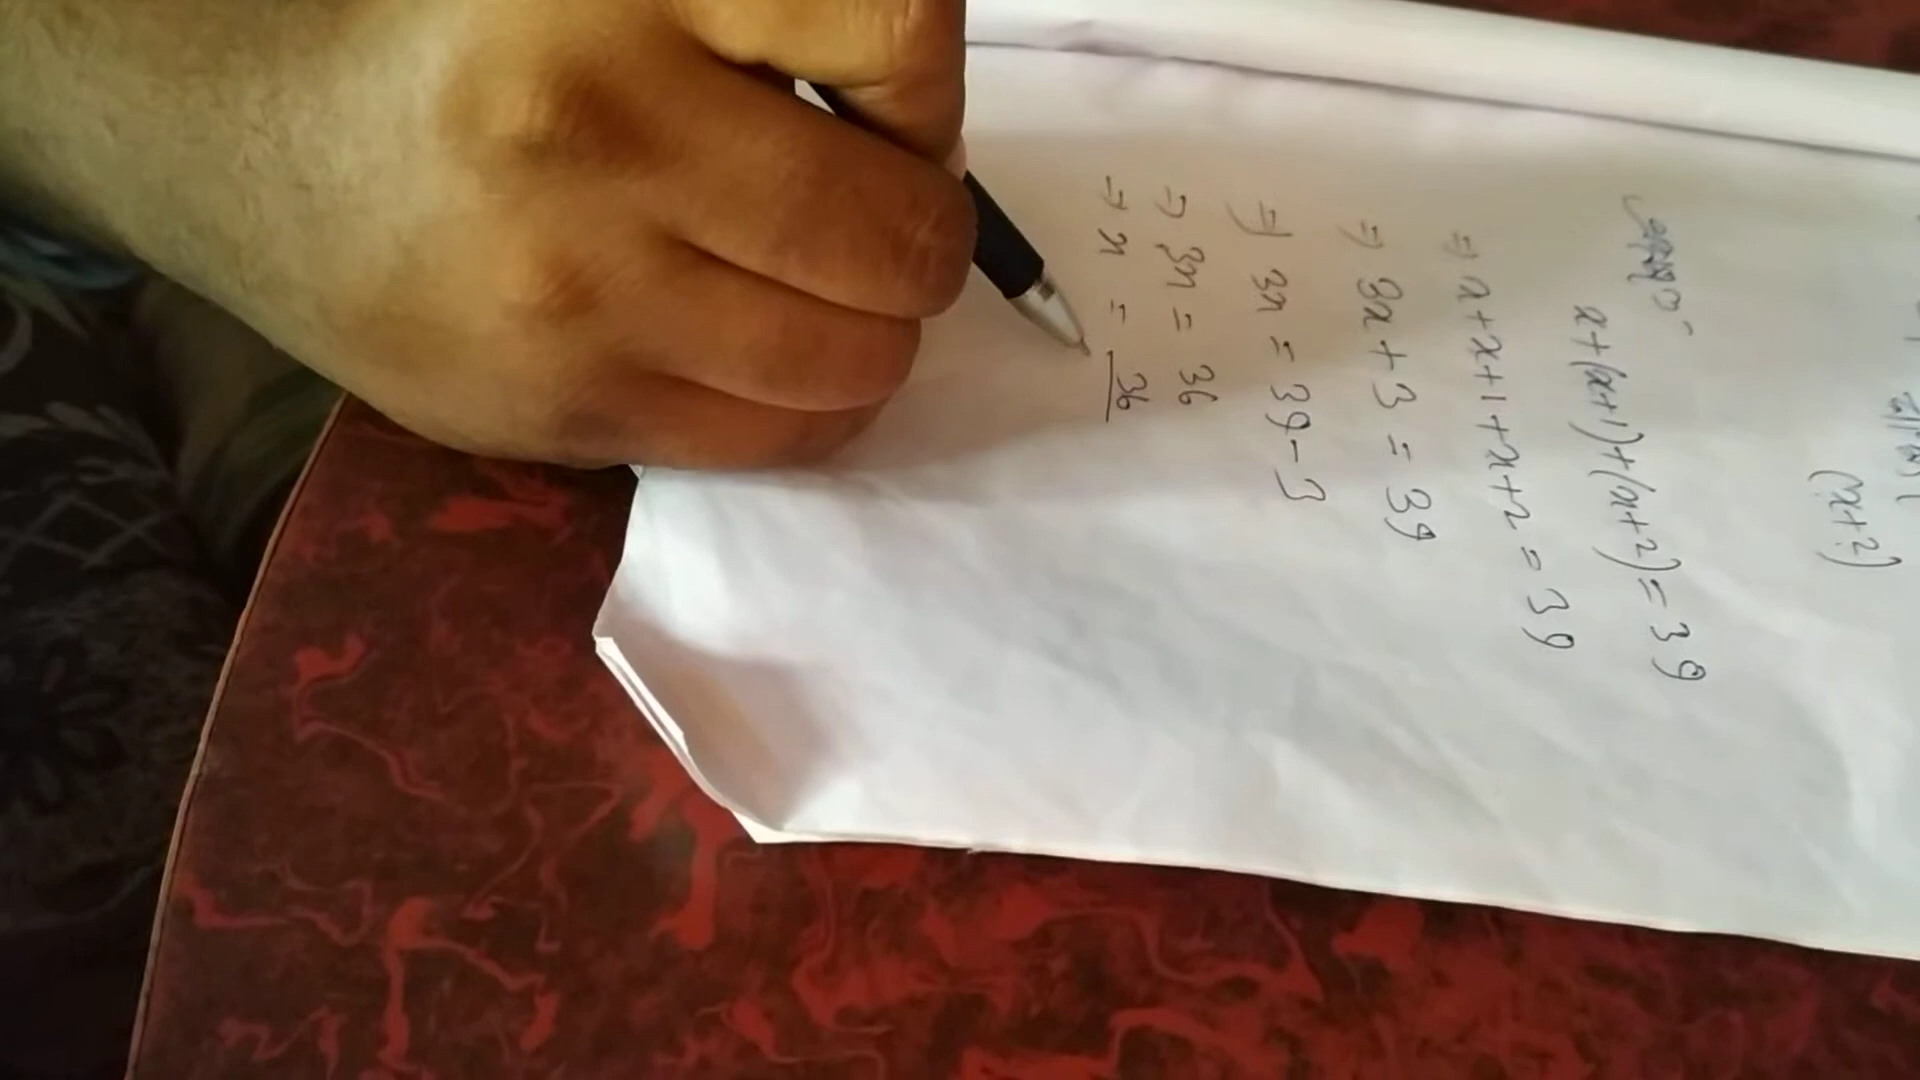 (x+2)
x+(x+1)+(x+2)=39
⇒ x+x+1+x+2=39
⇒ 3x+3=39
⇒ 3x=39-3
⇒ 3x=36
⇒ x=36